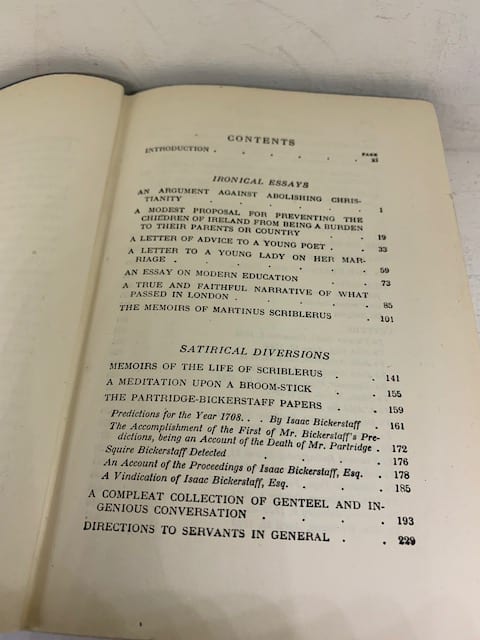 CONTENTS
PAGE
INTRODUCTION . . . . . . xi
IRONICAL ESSAYS
AN ARGUMENT AGAINST ABOLISHING CHRIS-
TIANITY . . . . . . 1
A MODEST PROPOSAL FOR PREVENTING THE
CHILDREN OF IRELAND FROM BEING A BURDEN
TO THEIR PARENTS OR COUNTRY . . 19
A LETTER OF ADVICE TO A YOUNG POET . . 33
A LETTER TO A YOUNG LADY ON HER MAR-
RIAGE . . . . . . 59
AN ESSAY ON MODERN EDUCATION . . 73
A TRUE AND FAITHFUL NARRATIVE OF WHAT
PASSED IN LONDON . . . . 85
THE MEMOIRS OF MARTINUS SCRIBLERUS . . 101
SATIRICAL DIVERSIONS
MEMOIRS OF THE LIFE OF SCRIBLERUS . . 141
A MEDITATION UPON A BROOM-STICK . . 155
THE PARTRIDGE-BICKERSTAFF PAPERS . . 159
Predictions for the Year 1708. . . By Isaac Bickerstaff . 161
The Accomplishment of the First of Mr. Bickerstaff's Pre-
dictions, being an Account of the Death of Mr. Partridge . 172
Squire Bickerstaff Detected . . . . 176
An Account of the Proceedings of Isaac Bickerstaff, Esq. . 178
A Vindication of Isaac Bickerstaff, Esq. . . . 185
A COMPLEAT COLLECTION OF GENTEEL AND IN-
GENIOUS CONVERSATION . . . . 193
DIRECTIONS TO SERVANTS IN GENERAL . . 229